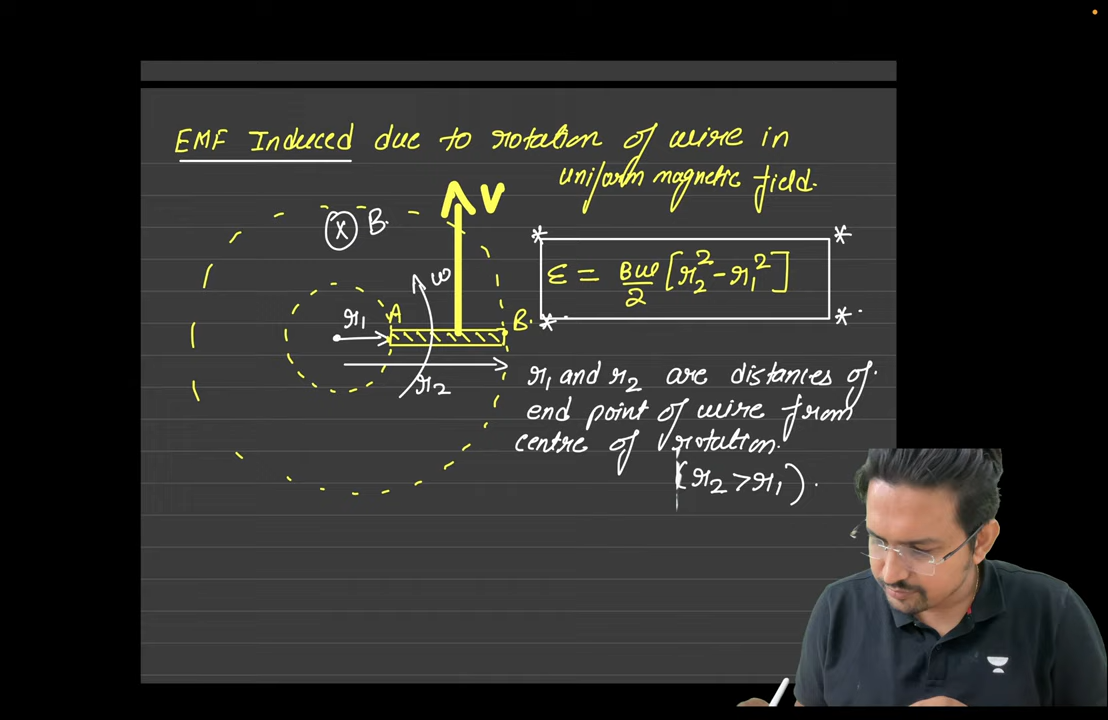 EMF Induced due to rotation of wire in
uniform magnetic field.
V
X B.
ω
ε = Bω/2 [r₂² - r₁²]
A
r₁
B.
r₂
r₁ and r₂ are distances of
end point of wire from
centre of rotation.
(r₂ > r₁).